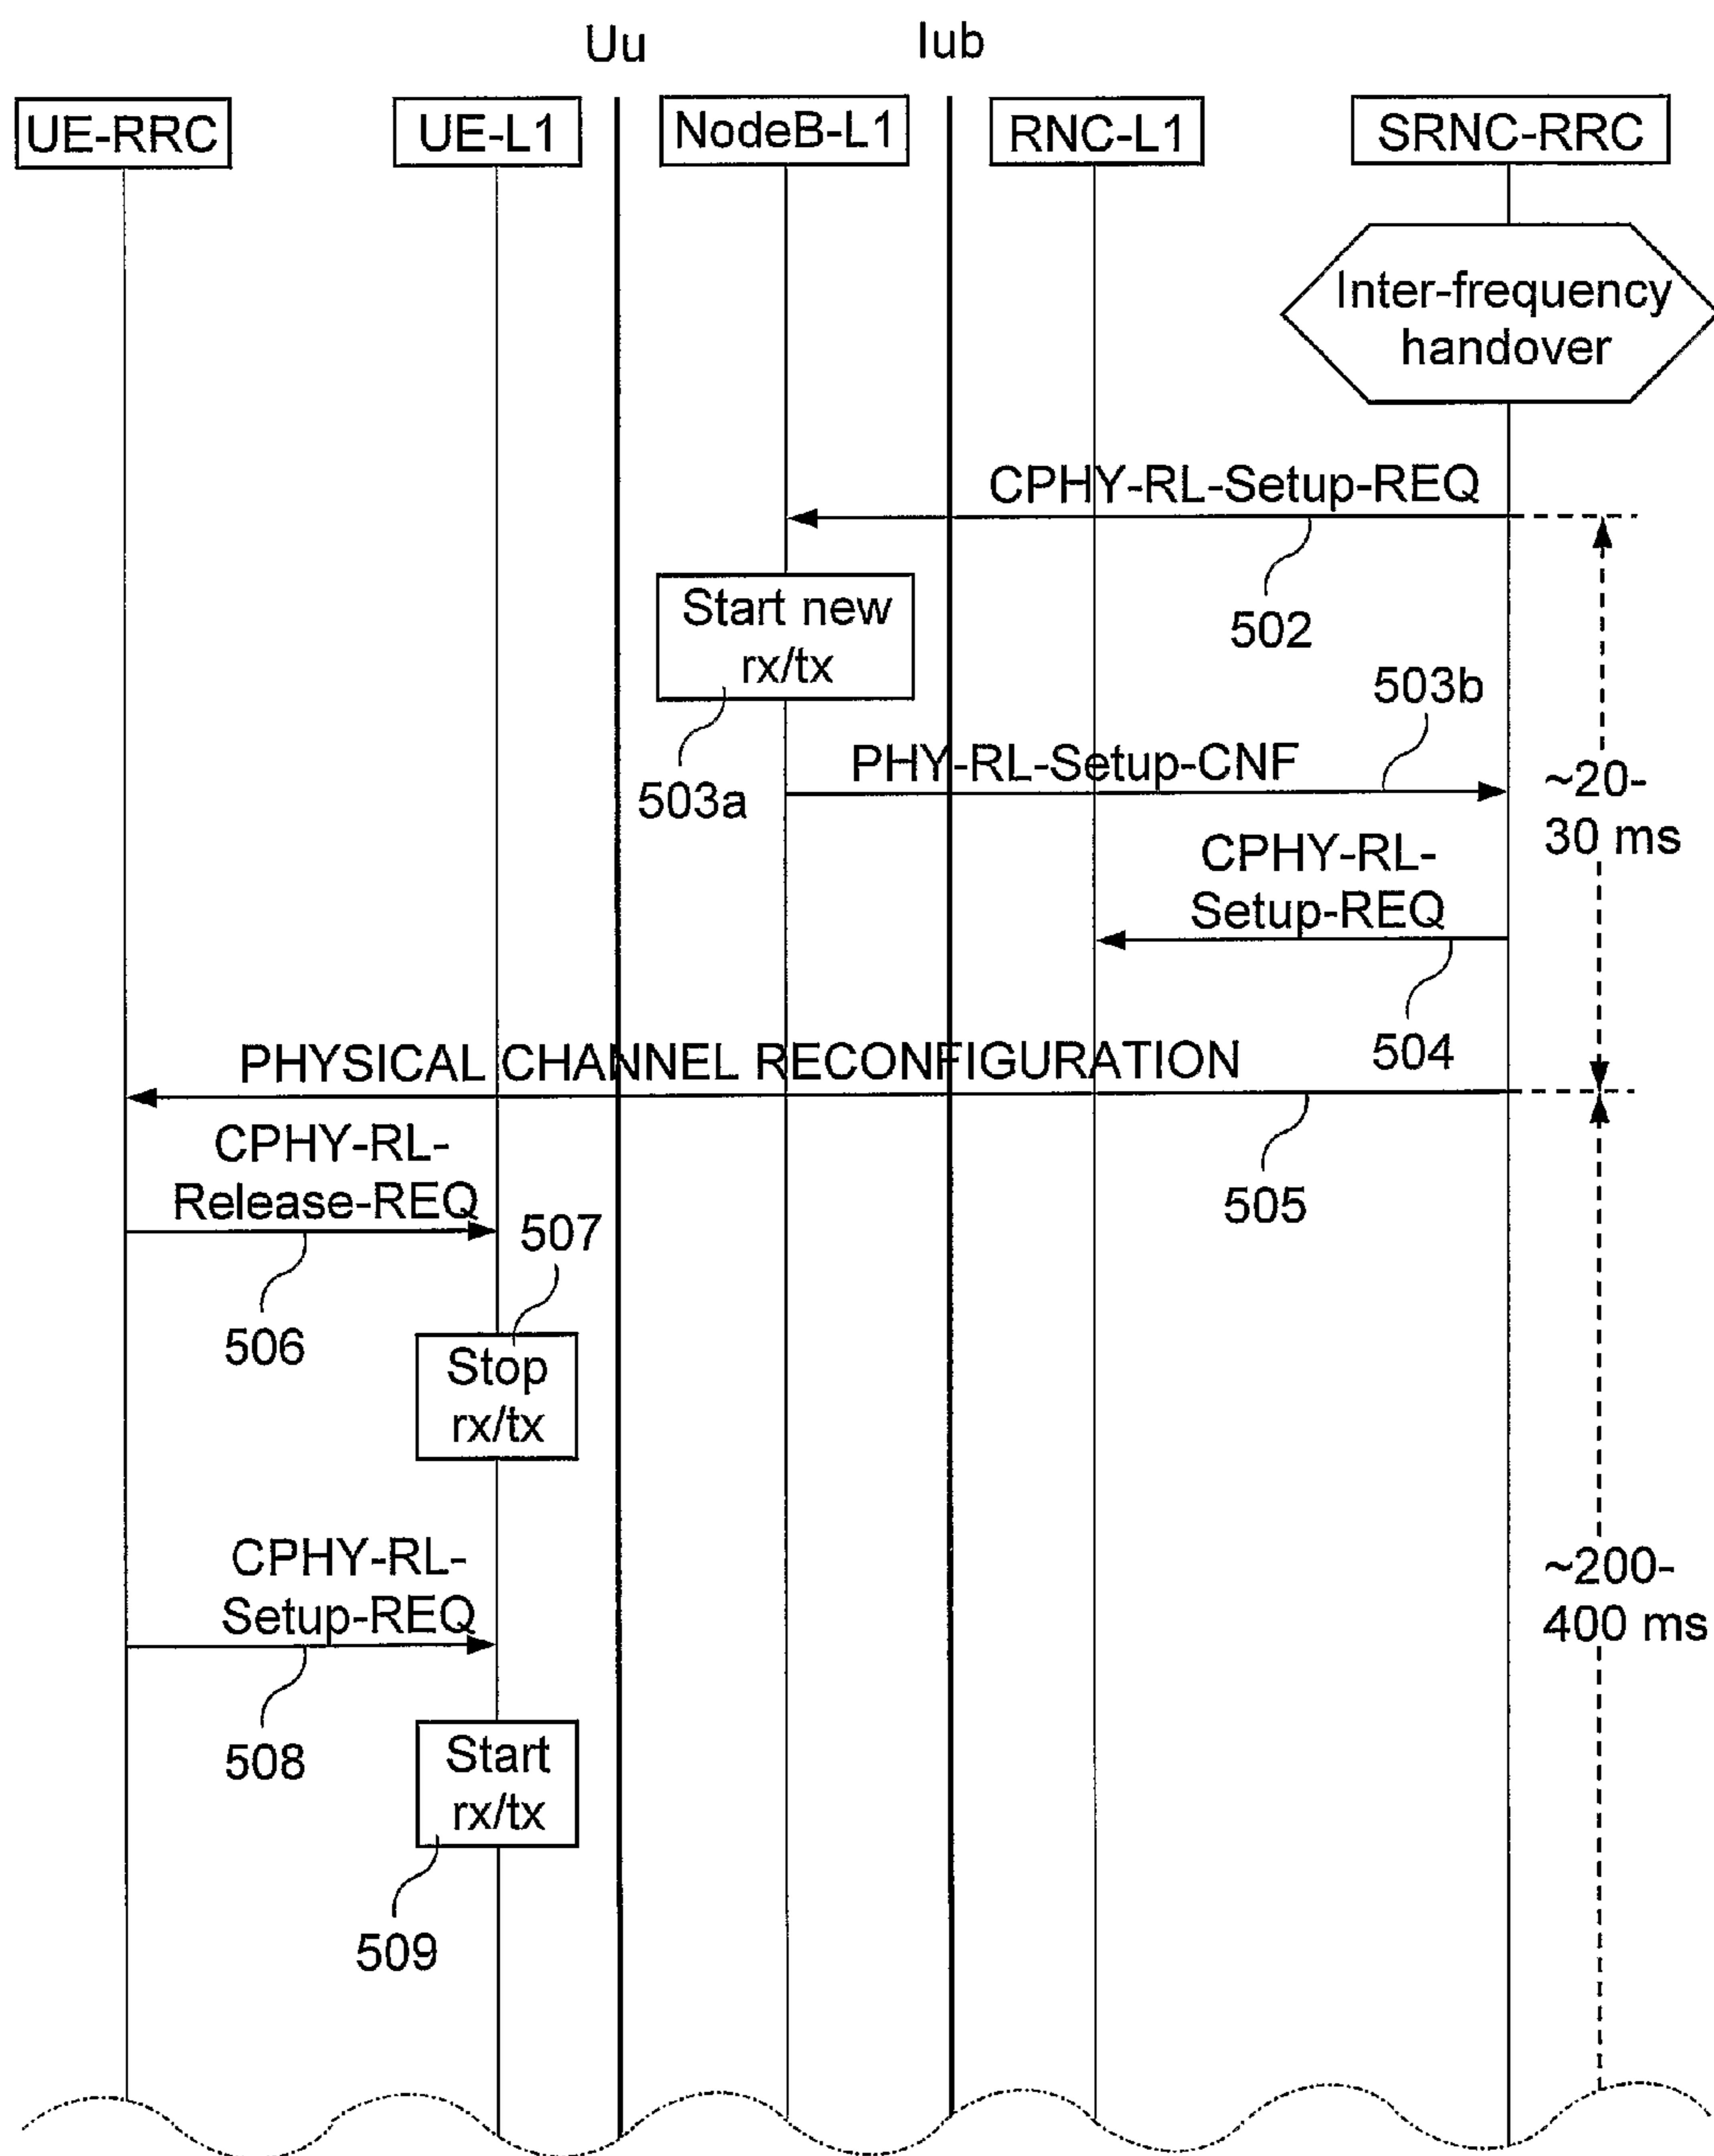 Uu
Iub
UE-RRC
UE-L1
NodeB-L1
RNC-L1
SRNC-RRC
Inter-frequency
handover
CPHY-RL-Setup-REQ
502
Start new
rx/tx
503a
503b
PHY-RL-Setup-CNF
~20-
30 ms
CPHY-RL-
Setup-REQ
504
PHYSICAL CHANNEL RECONFIGURATION
505
CPHY-RL-
Release-REQ
506
507
Stop
rx/tx
CPHY-RL-
Setup-REQ
508
~200-
400 ms
Start
rx/tx
509